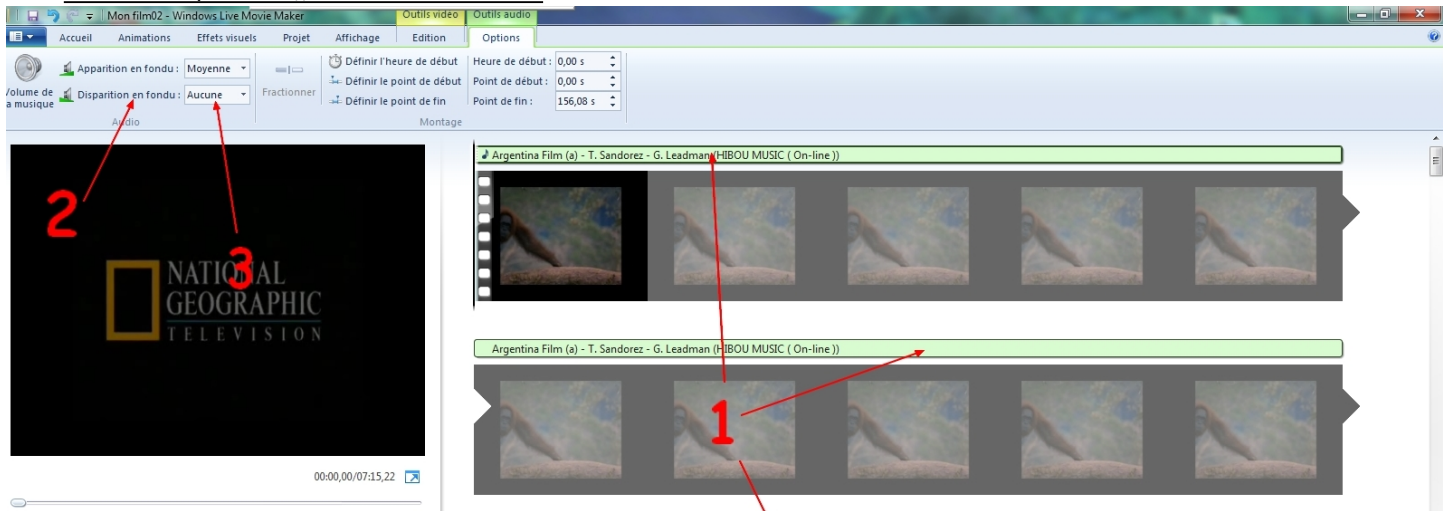 Mon film02 - Windows Live Movie Maker
Outils vidéo
Outils audio
Accueil
Animations
Effets visuels
Projet
Affichage
Edition
Options
Volume de
la musique
Apparition en fondu :
Moyenne
Disparition en fondu :
Aucune
Audio
Fractionner
Définir l'heure de début
Définir le point de début
Définir le point de fin
Heure de début :
0,00 s
Point de début :
0,00 s
Point de fin :
156,08 s
Montage
Argentina Film (a) - T. Sandorez - G. Leadman (HIBOU MUSIC ( On-line ))
2
3
NATIONAL
GEOGRAPHIC
TELEVISION
Argentina Film (a) - T. Sandorez - G. Leadman (HIBOU MUSIC ( On-line ))
1
00:00,00/07:15,22